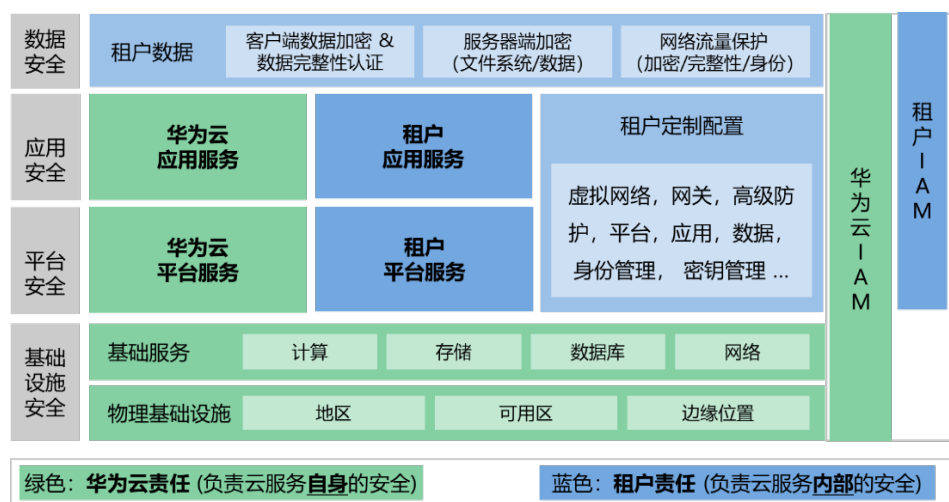 数据
安全
租户数据
客户端数据加密 &
数据完整性认证
服务器端加密
(文件系统/数据)
网络流量保护
(加密/完整性/身份)
应用
安全
华为云
应用服务
租户
应用服务
租户定制配置
虚拟网络，网关，高级防
护，平台，应用，数据，
身份管理， 密钥管理 ...
平台
安全
华为云
平台服务
租户
平台服务
基础
设施
安全
基础服务
计算
存储
数据库
网络
物理基础设施
地区
可用区
边缘位置
华
为
云
I
A
M
租
户
I
A
M
绿色：华为云责任 (负责云服务自身的安全)
蓝色：租户责任 (负责云服务内部的安全)